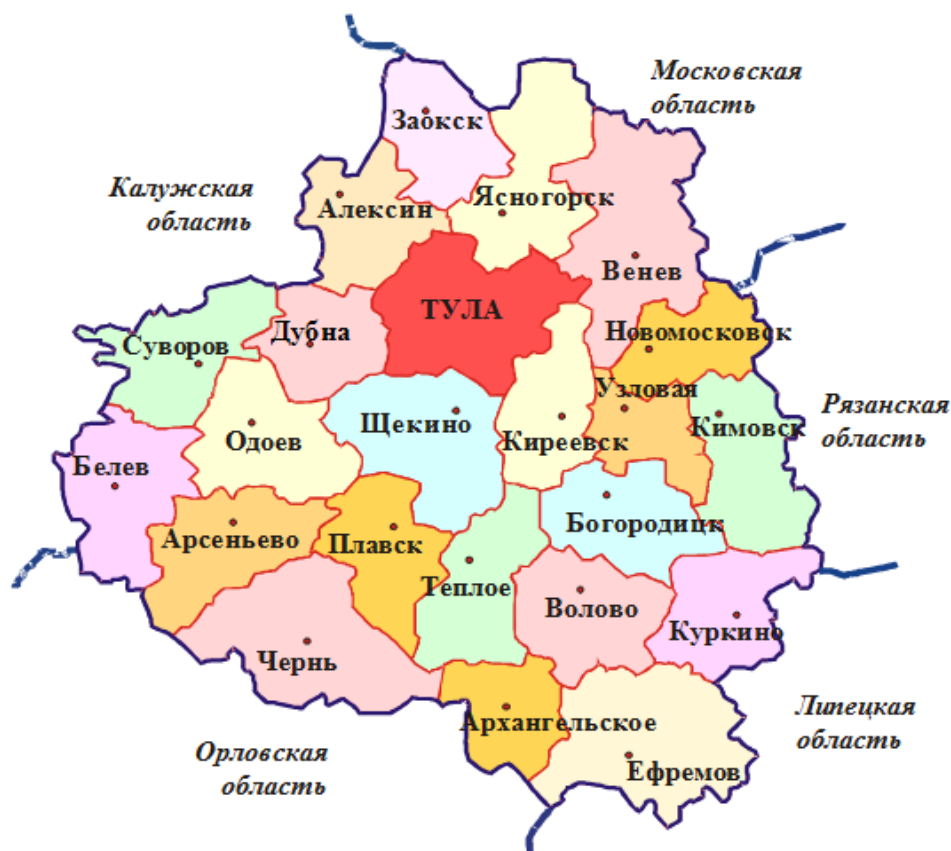 Московская
область
Заокск
Калужская
область
Алексин
Ясногорск
Венев
ТУЛА
Новомосковск
Дубна
Суворов
Узловая
Рязанская
область
Щекино
Кимовск
Одоев
Киреевск
Белев
Богородицк
Арсеньево
Плавск
Теплое
Волово
Куркино
Чернь
Липецкая
область
Архангельское
Орловская
область
Ефремов